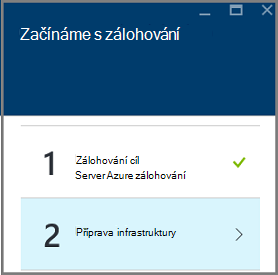 Začínáme s zálohování
1
Zálohování cíl
Server Azure zálohování
2
Příprava infrastruktury